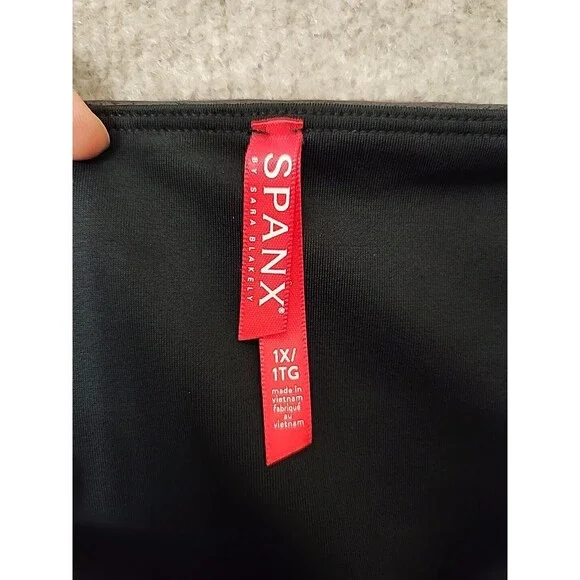 SPANX®
BY SARA BLAKELY
1X/
1TG
made in
vietnam
fabriqué
au
vietnam